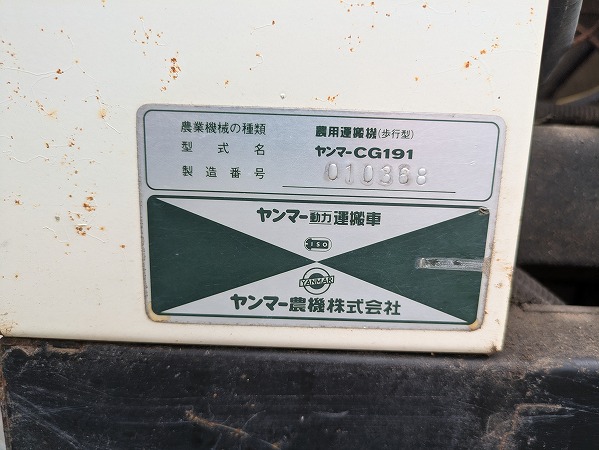 農業機械の種類 農用運搬機(歩行型)
型式名 ヤンマーCG191
製造番号 010368
ヤンマー動力運搬車
ISO
YANMAR
ヤンマー農機株式会社